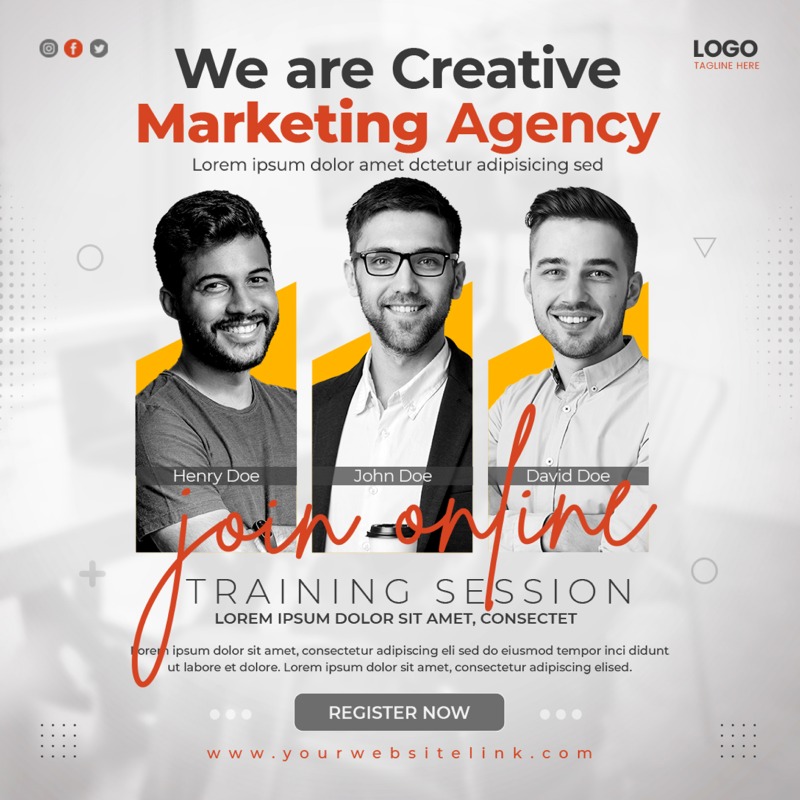 LOGO
TAGLINE HERE
We are Creative
Marketing Agency
Lorem ipsum dolor amet dctetur adipisicing sed
Henry Doe
John Doe
David Doe
join online
TRAINING SESSION
LOREM IPSUM DOLOR SIT AMET, CONSECTET
Lorem ipsum dolor sit amet, consectetur adipiscing eli sed do eiusmod tempor inci didunt
ut labore et dolore. Lorem ipsum dolor sit amet, consectetur adipiscing elised.
REGISTER NOW
www.yourwebsitelink.com